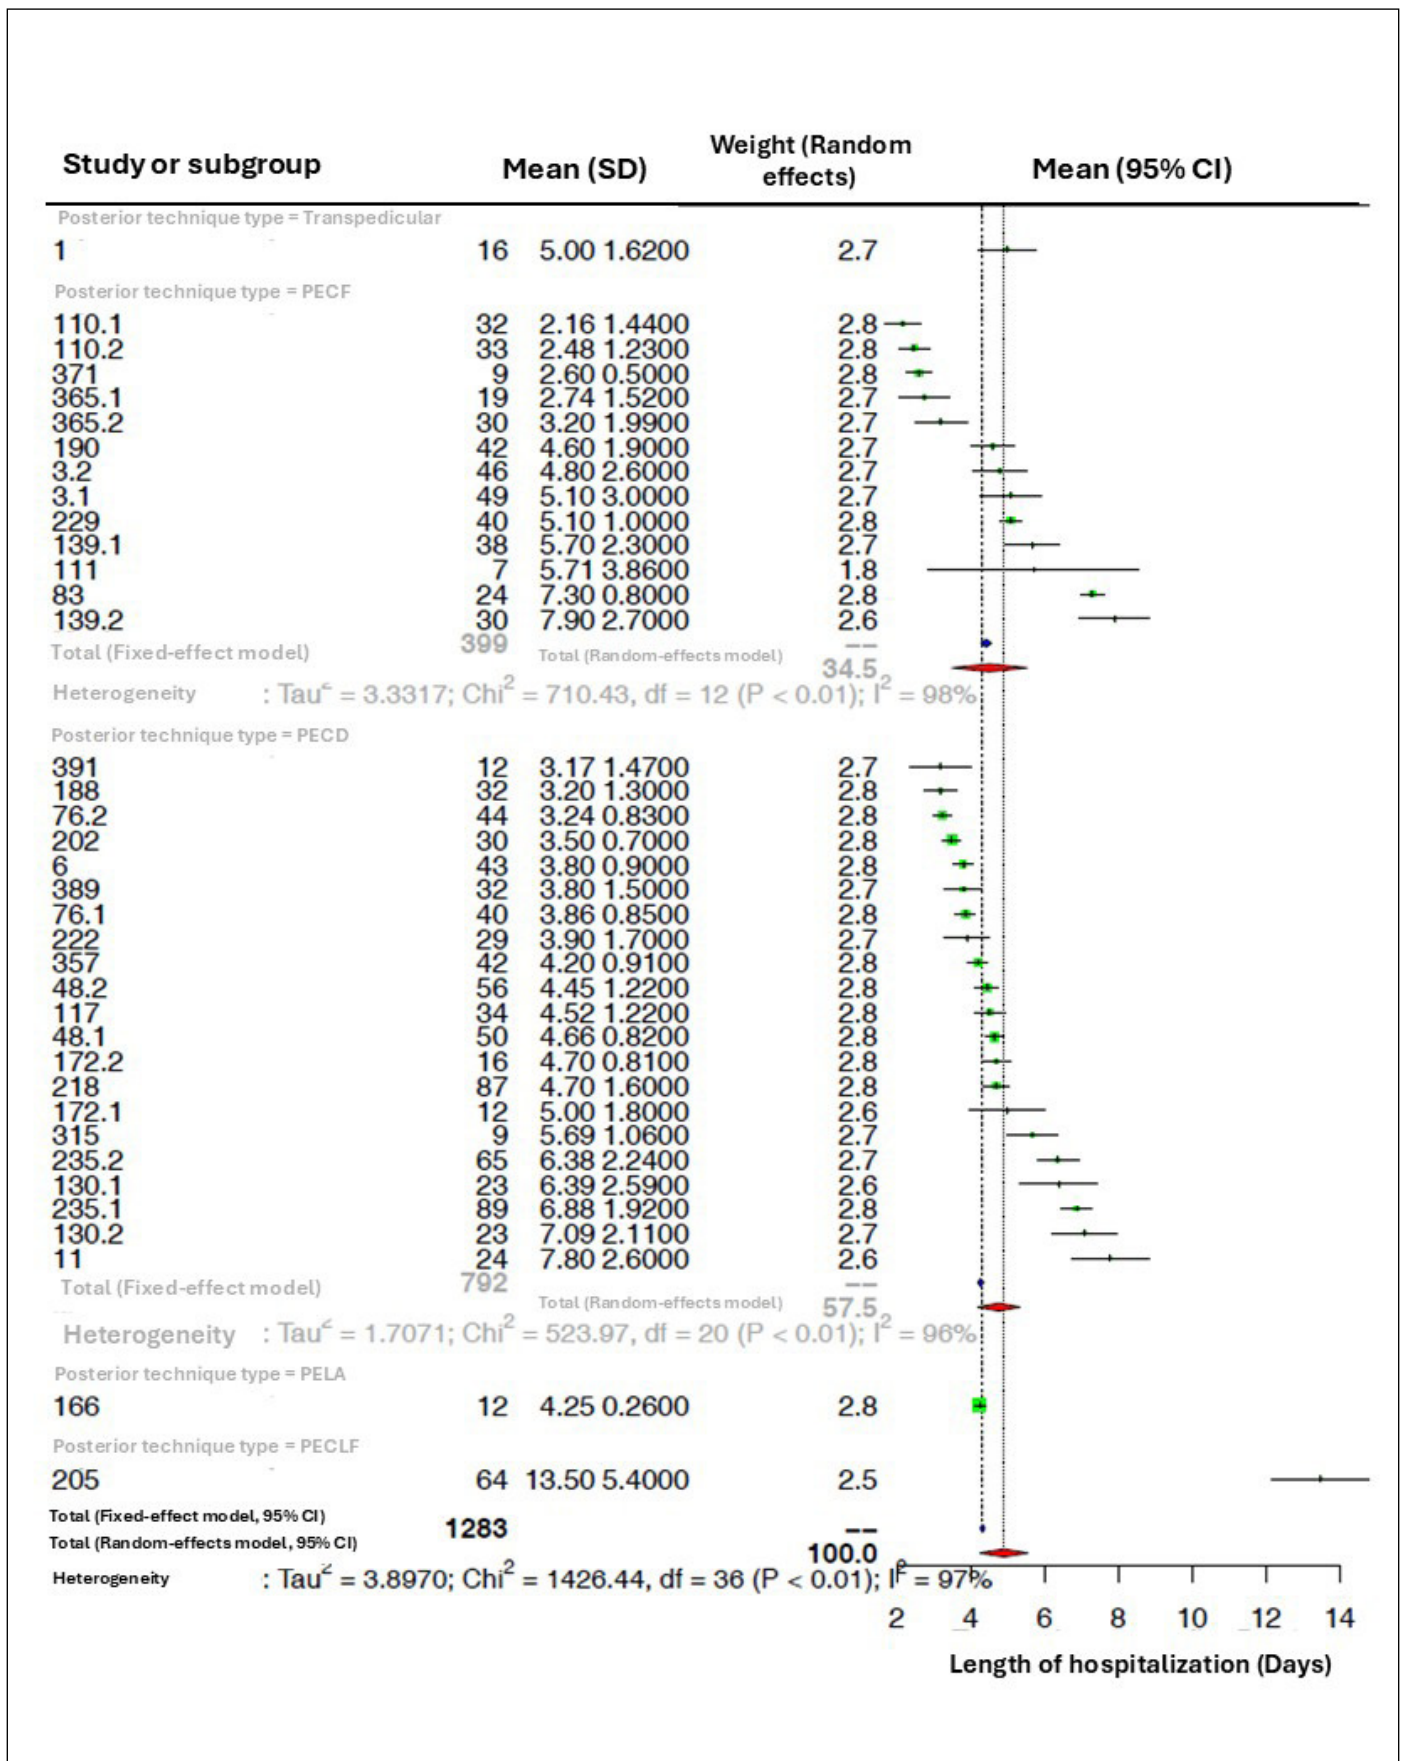 Study or subgroup Mean (SD) Weight (Random effects) Mean (95% CI)
Posterior technique type = Transpedicular
1 16 5.00 1.6200 2.7
Posterior technique type = PECF
110.1 32 2.16 1.4400 2.8
110.2 33 2.48 1.2300 2.8
371 9 2.60 0.5000 2.8
365.1 19 2.74 1.5200 2.7
365.2 30 3.20 1.9900 2.7
190 42 4.60 1.9000 2.7
3.2 46 4.80 2.6000 2.7
3.1 49 5.10 3.0000 2.7
229 40 5.10 1.0000 2.8
139.1 38 5.70 2.3000 2.7
111 7 5.71 3.8600 1.8
83 24 7.30 0.8000 2.8
139.2 30 7.90 2.7000 2.6
Total (Fixed-effect model) 399 --
Total (Random-effects model) 34.5
Heterogeneity : Tau² = 3.3317; Chi² = 710.43, df = 12 (P < 0.01); I² = 98%
Posterior technique type = PECD
391 12 3.17 1.4700 2.7
188 32 3.20 1.3000 2.8
76.2 44 3.24 0.8300 2.8
202 30 3.50 0.7000 2.8
6 43 3.80 0.9000 2.8
389 32 3.80 1.5000 2.7
76.1 40 3.86 0.8500 2.8
222 29 3.90 1.7000 2.7
357 42 4.20 0.9100 2.8
48.2 56 4.45 1.2200 2.8
117 34 4.52 1.2200 2.8
48.1 50 4.66 0.8200 2.8
172.2 16 4.70 0.8100 2.8
218 87 4.70 1.6000 2.8
172.1 12 5.00 1.8000 2.6
315 9 5.69 1.0600 2.7
235.2 65 6.38 2.2400 2.7
130.1 23 6.39 2.5900 2.6
235.1 89 6.88 1.9200 2.8
130.2 23 7.09 2.1100 2.7
11 24 7.80 2.6000 2.6
Total (Fixed-effect model) 792 --
Total (Random-effects model) 57.5
Heterogeneity : Tau² = 1.7071; Chi² = 523.97, df = 20 (P < 0.01); I² = 96%
Posterior technique type = PELA
166 12 4.25 0.2600 2.8
Posterior technique type = PECLF
205 64 13.50 5.4000 2.5
Total (Fixed-effect model, 95% CI) 1283 --
Total (Random-effects model, 95% CI) 100.0
Heterogeneity : Tau² = 3.8970; Chi² = 1426.44, df = 36 (P < 0.01); I² = 97%
2 4 6 8 10 12 14
Length of hospitalization (Days)